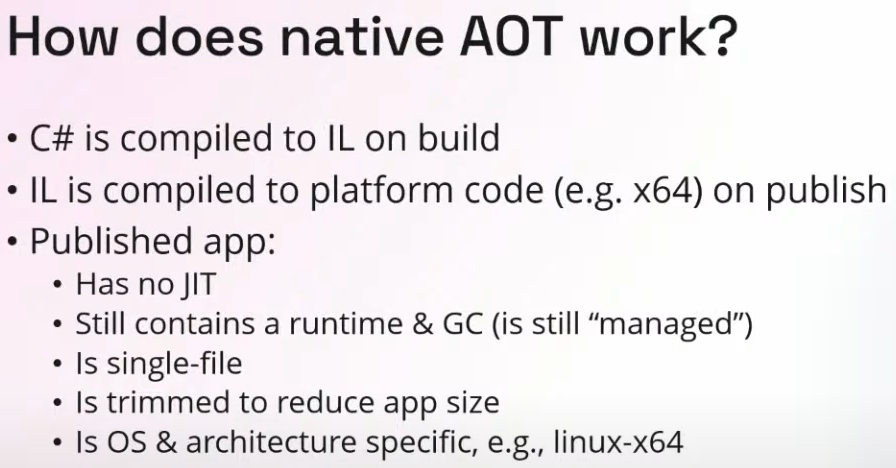 How does native AOT work?
• C# is compiled to IL on build
• IL is compiled to platform code (e.g. x64) on publish
• Published app:
• Has no JIT
• Still contains a runtime & GC (is still “managed”)
• Is single-file
• Is trimmed to reduce app size
• Is OS & architecture specific, e.g., linux-x64